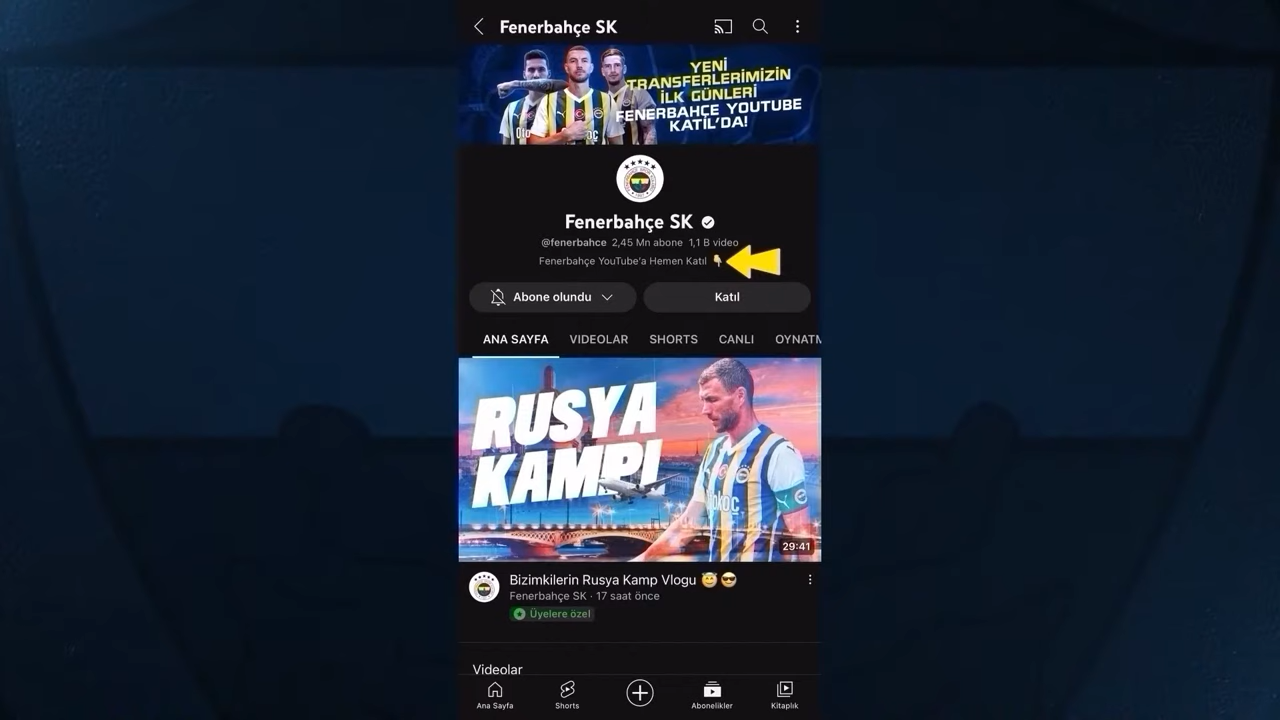 Fenerbahçe SK
YENİ
TRANSFERLERİMİZİN
İLK GÜNLERİ
FENERBAHÇE YOUTUBE
KATIL'DA!
Fenerbahçe SK
@fenerbahce 2,45 Mn abone 1,1 B video
Fenerbahçe YouTube'a Hemen Katıl 👇🏼
Abone olundu
Katıl
ANA SAYFA VIDEOLAR SHORTS CANLI OYNATM
RUSYA
KAMPI
OTOKOÇ
29:41
Bizimkilerin Rusya Kamp Vlogu 😇 😎
Fenerbahçe SK · 17 saat önce
Üyelere özel
Videolar
Ana Sayfa Shorts Abonelikler Kitaplık